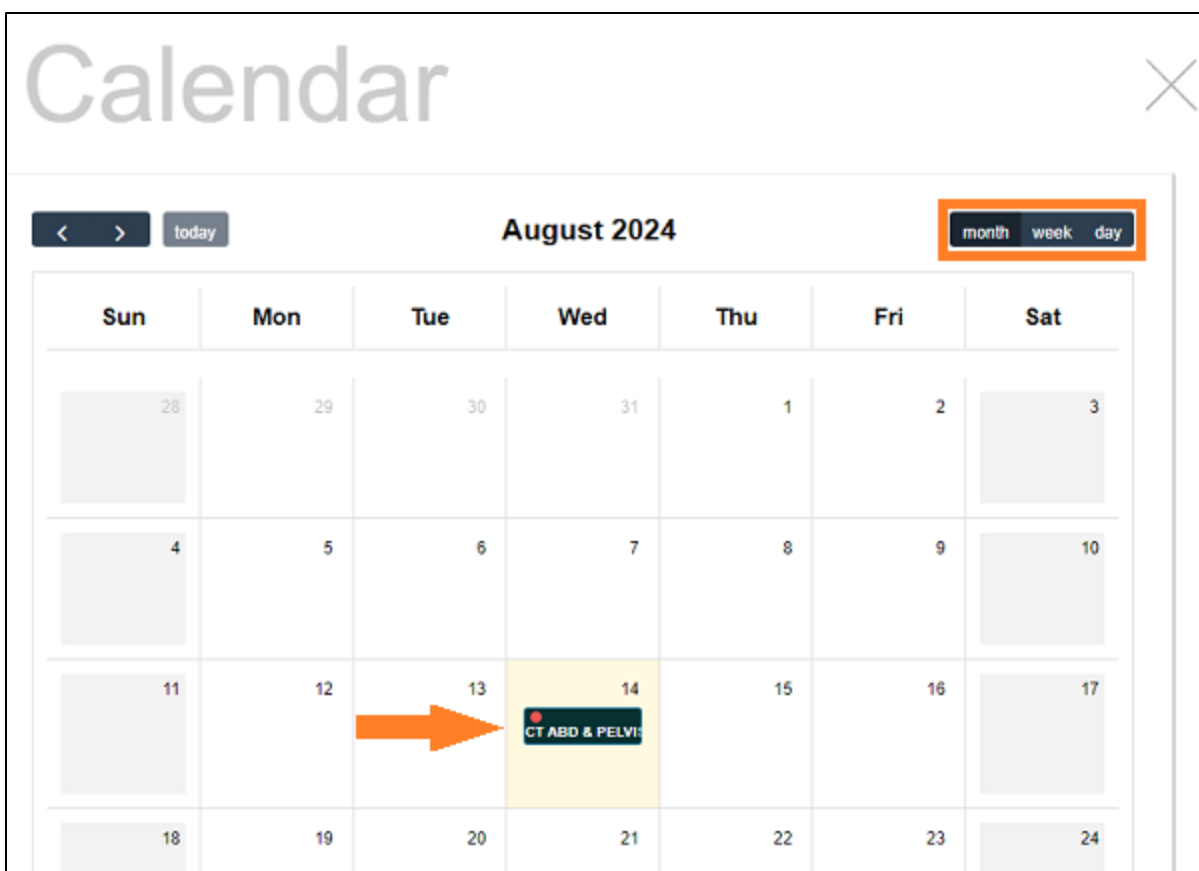 Calendar
< > today August 2024 month week day
Sun Mon Tue Wed Thu Fri Sat
28 29 30 31 1 2 3
4 5 6 7 8 9 10
11 12 13 14 15 16 17
CT ABD & PELVI
18 19 20 21 22 23 24